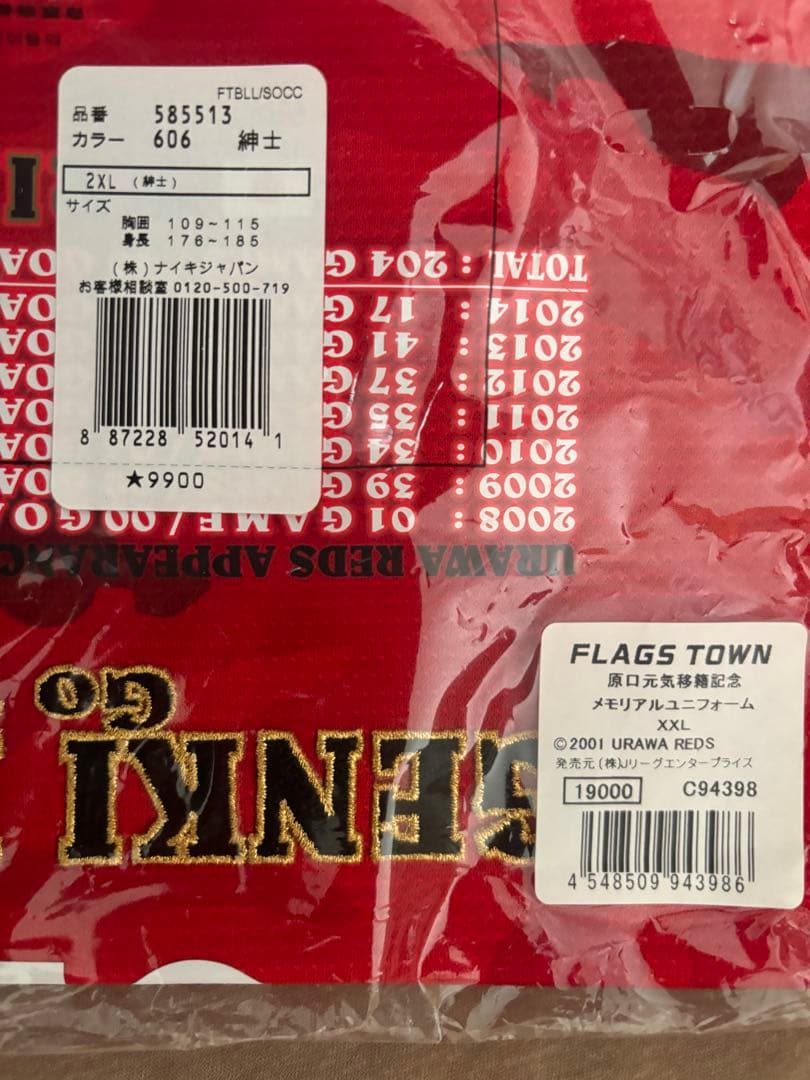 FTBLL/SOCC
品番 585513
カラー 606 紳士
2XL (紳士)
サイズ
胸囲 109~115
身長 176~185
(株)ナイキジャパン
お客様相談室 0120-500-719
8 87228 52014 1
★9900
TOTAL : 204 G
2014 : 17 G
2013 : 41 G
2012 : 37 G
2011 : 35 G
2010 : 34 G
2009 : 39 G
2008 : 01 GAME/00 GOA
URAWA REDS APPEARANC
Go
GENKI
FLAGS TOWN
原口元気移籍記念
メモリアルユニフォーム
XXL
©2001 URAWA REDS
発売元(株)Jリーグエンタープライズ
19000 C94398
4 548509 943986